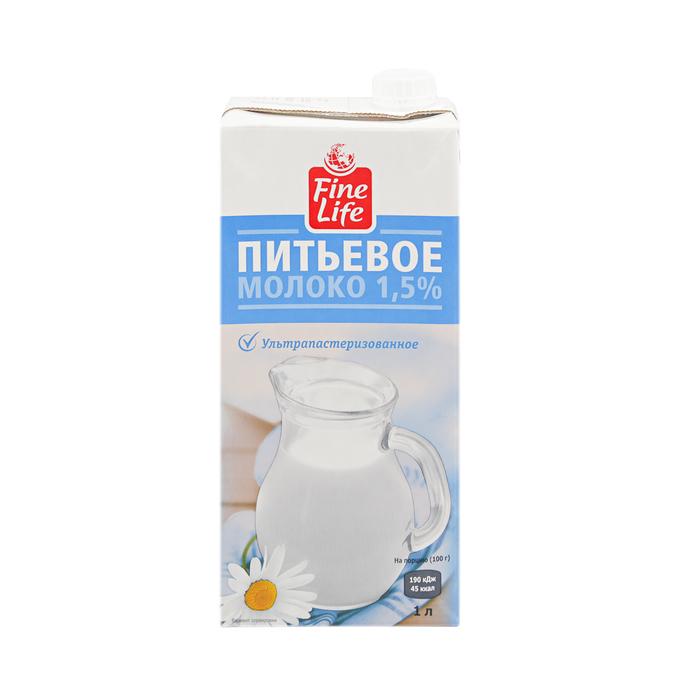 Fine
Life
ПИТЬЕВОЕ
МОЛОКО 1,5%
Ультрапастеризованное
На порцию (100 г)
190 кДж
45 ккал
1 л